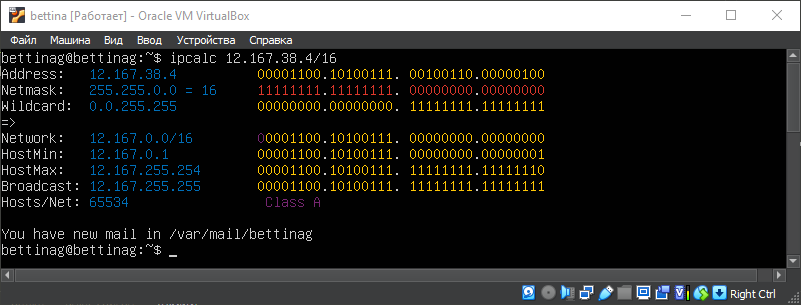 bettina [Работает] - Oracle VM VirtualBox
Файл Машина Вид Ввод Устройства Справка
bettinag@bettinag:~$ ipcalc 12.167.38.4/16
Address: 12.167.38.4 00001100.10100111. 00100110.00000100
Netmask: 255.255.0.0 = 16 11111111.11111111. 00000000.00000000
Wildcard: 0.0.255.255 00000000.00000000. 11111111.11111111
=>
Network: 12.167.0.0/16 00001100.10100111. 00000000.00000000
HostMin: 12.167.0.1 00001100.10100111. 00000000.00000001
HostMax: 12.167.255.254 00001100.10100111. 11111111.11111110
Broadcast: 12.167.255.255 00001100.10100111. 11111111.11111111
Hosts/Net: 65534 Class A
You have new mail in /var/mail/bettinag
bettinag@bettinag:~$ _
Right Ctrl